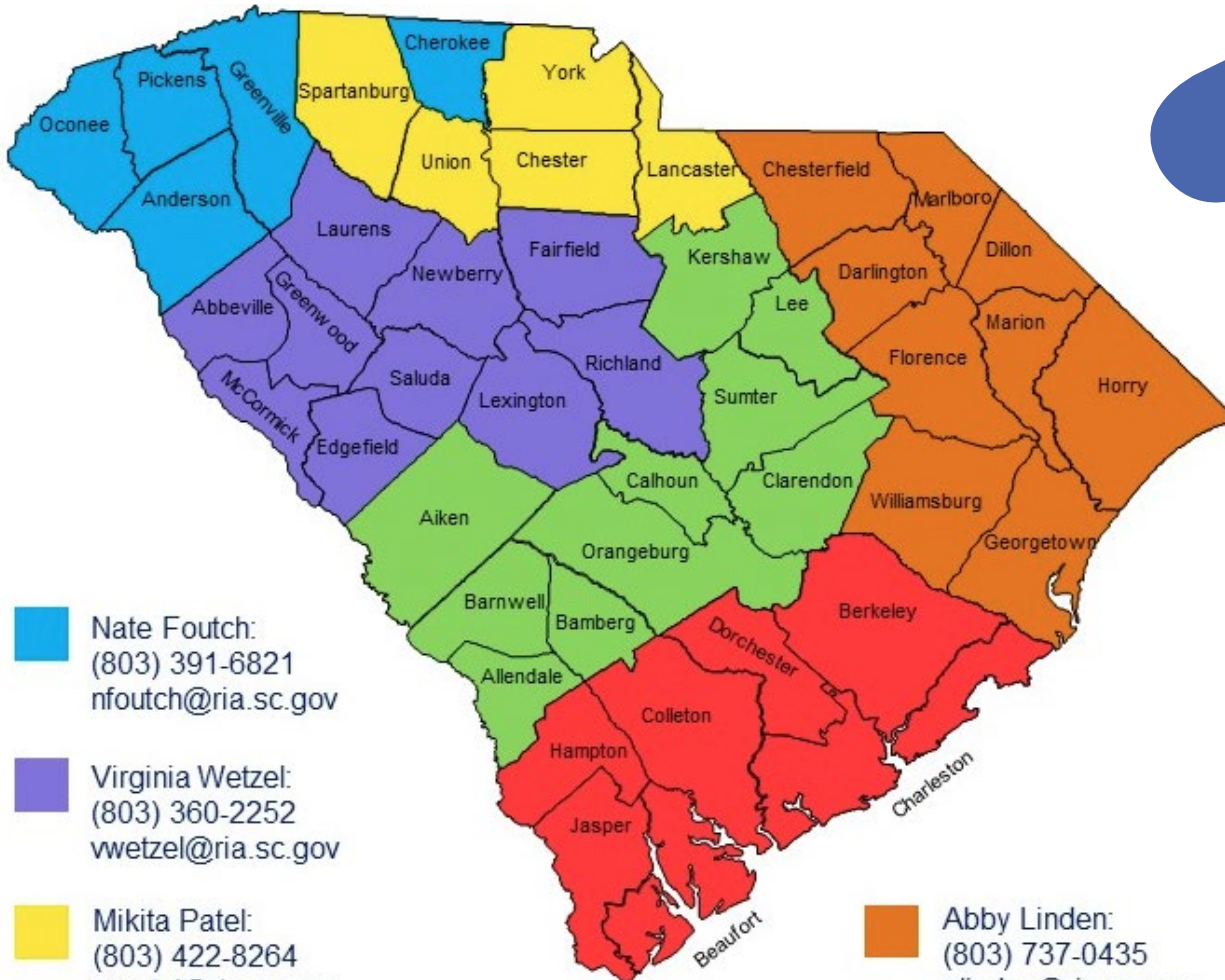 Cherokee
York
Pickens
Greenville
Spartanburg
Oconee
Union
Chester
Lancaster
Chesterfield
Anderson
Marlboro
Laurens
Fairfield
Kershaw
Dillon
Newberry
Darlington
Abbeville
Greenwood
Lee
Marion
Richland
Florence
Saluda
McCormick
Lexington
Sumter
Horry
Edgefield
Calhoun
Clarendon
Williamsburg
Aiken
Orangeburg
Georgetown
Barnwell
Bamberg
Berkeley
Dorchester
Allendale
Colleton
Hampton
Charleston
Jasper
Beaufort
Nate Foutch:
(803) 391-6821
nfoutch@ria.sc.gov
Virginia Wetzel:
(803) 360-2252
vwetzel@ria.sc.gov
Mikita Patel:
(803) 422-8264
Abby Linden:
(803) 737-0435